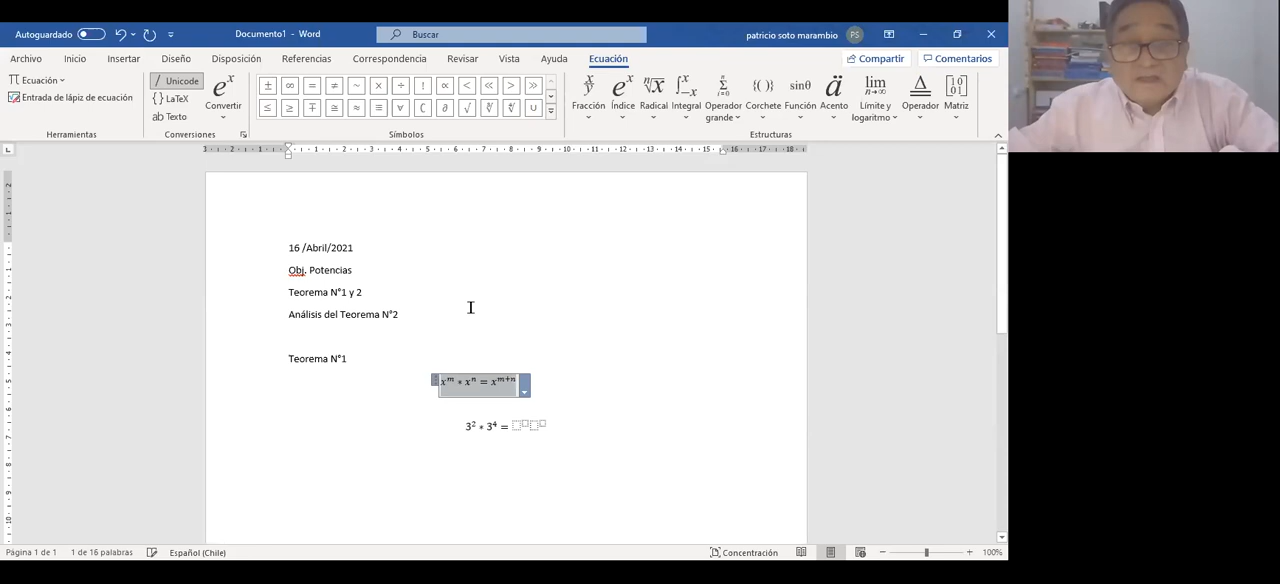 Autoguardado
Documento1 - Word
Buscar
patricio soto marambio PS
Archivo Inicio Insertar Dibujar Disposición Referencias Correspondencia Revisar Vista Ayuda Ecuación Compartir Comentarios
π Ecuación
Entrada de lápiz de ecuación
Herramientas
/ Unicode
{ } LaTeX
ab Texto
eˣ
Convertir
Conversiones
± ∞ = ≠ ~ × ÷ ! ∝ < ≪ > ≫
≤ ≥ ∓ ≅ ≈ ≡ ∀ ∁ ∂ √ ∛ ∜ ∪
Símbolos
Fracción Índice Radical Integral Operador grande Corchete Función Acento Límite y logaritmo Operador Matriz
Estructuras
16 /Abril/2021
Obj. Potencias
Teorema N°1 y 2
Análisis del Teorema N°2
Teorema N°1
xᵐ ∗ xⁿ = xᵐ⁺ⁿ
3² ∗ 3⁴ =
Página 1 de 1 1 de 16 palabras Español (Chile) Concentración 100%